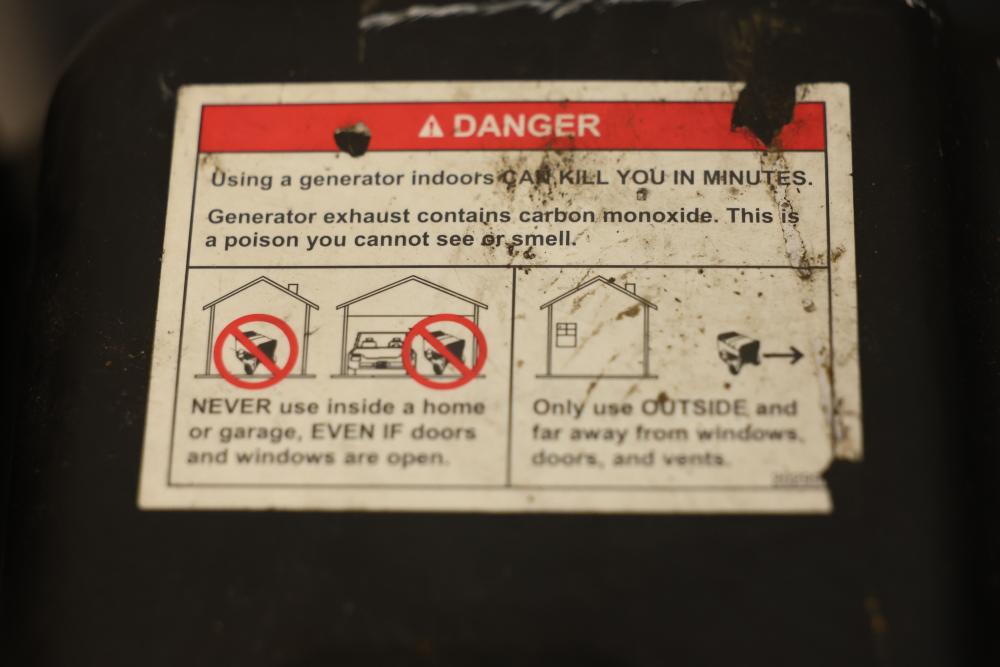 DANGER
Using a generator indoors CAN KILL YOU IN MINUTES.
Generator exhaust contains carbon monoxide. This is
a poison you cannot see or smell.
NEVER use inside a home
or garage, EVEN IF doors
and windows are open.
Only use OUTSIDE and
far away from windows,
doors, and vents.